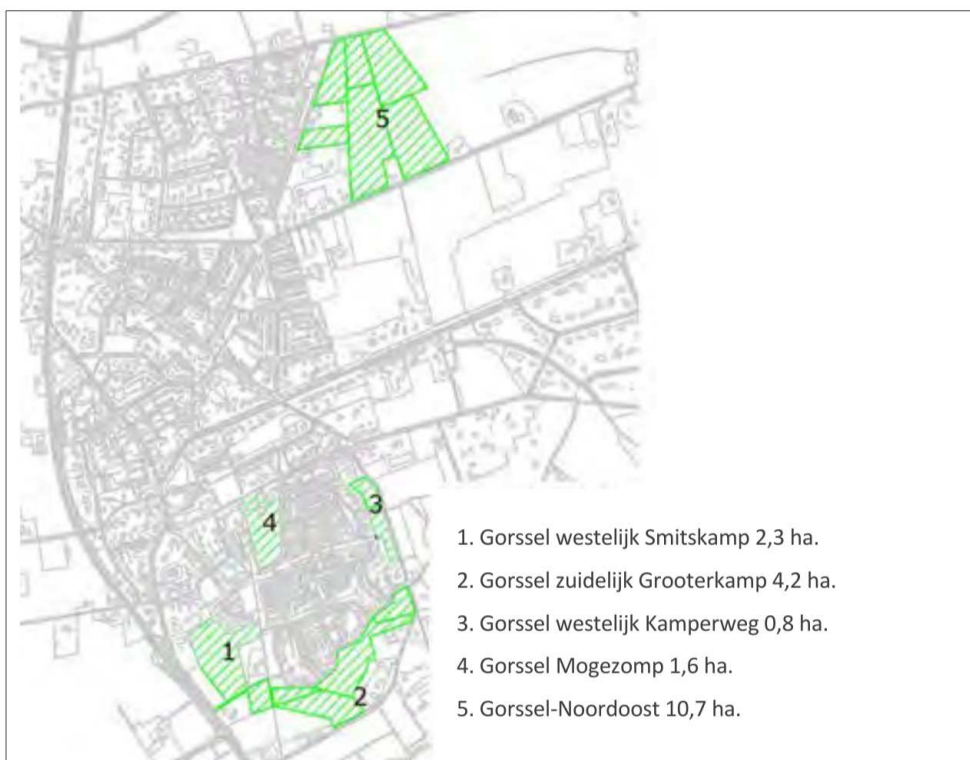 5
3
4
1
2
1. Gorssel westelijk Smitskamp 2,3 ha.
2. Gorssel zuidelijk Grooterkamp 4,2 ha.
3. Gorssel westelijk Kamperweg 0,8 ha.
4. Gorssel Mogezomp 1,6 ha.
5. Gorssel-Noordoost 10,7 ha.